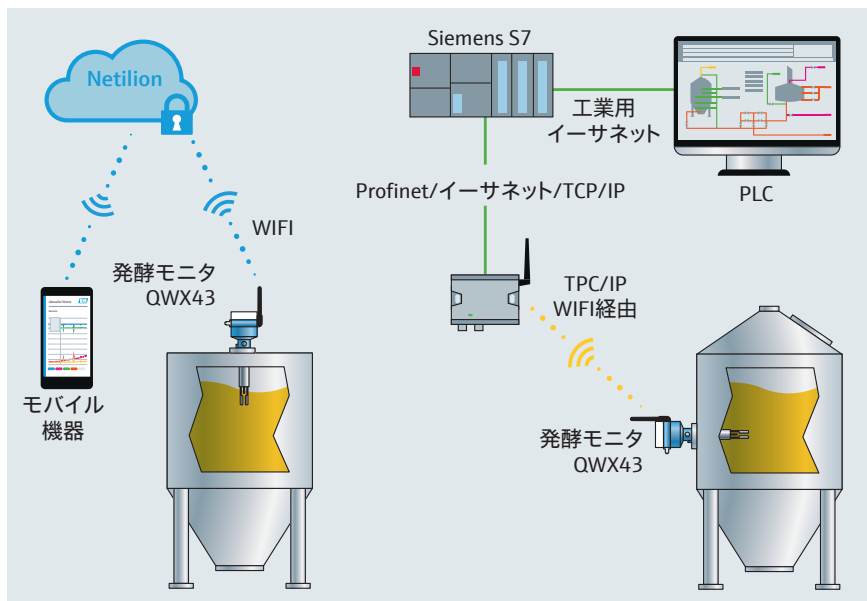 Netilion
WIFI
発酵モニタ
QWX43
モバイル
機器
Siemens S7
工業用
イーサネット
PLC
Profinet/イーサネット/TCP/IP
TPC/IP
WIFI経由
発酵モニタ
QWX43